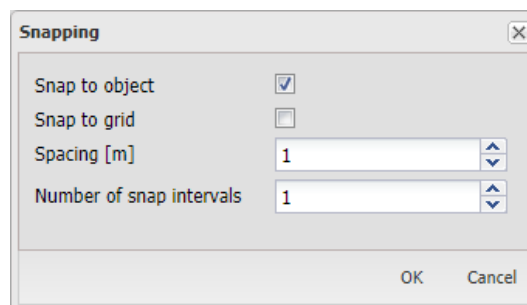 Snapping
Snap to object
Snap to grid
Spacing [m] 1
Number of snap intervals 1
OK Cancel